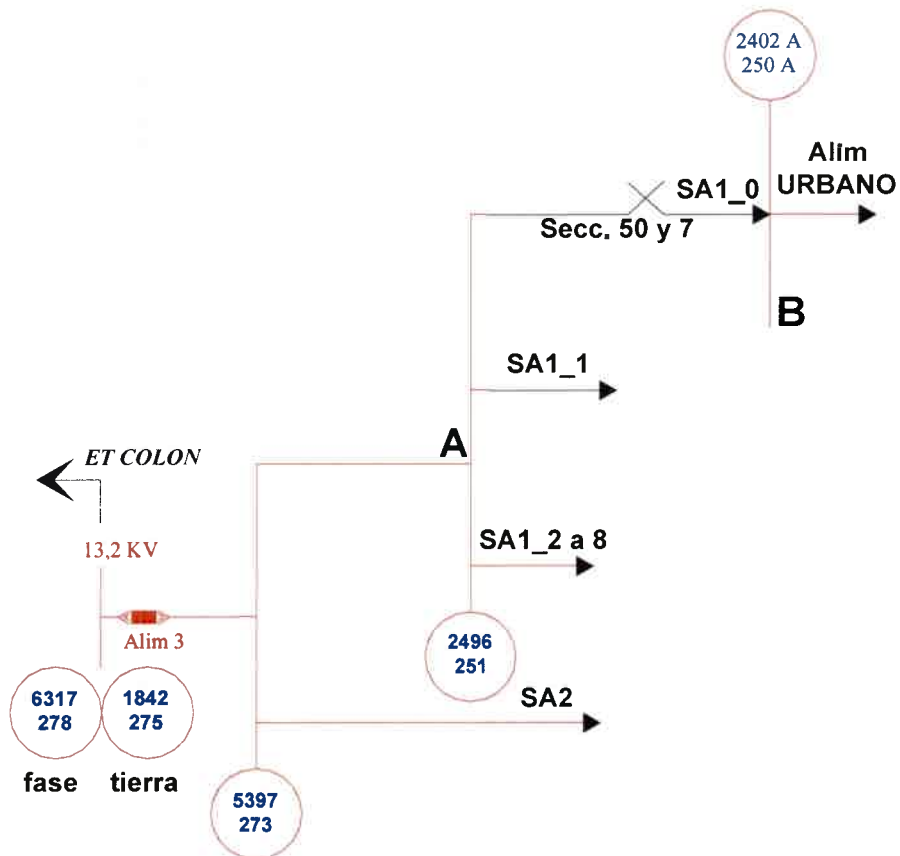 2402 A
250 A
Alim
URBANO
SA1_0
Secc. 50 y 7
B
SA1_1
A
ET COLON
SA1_2 a 8
13,2 KV
Alim 3
2496
251
6317
278
1842
275
SA2
fase
tierra
5397
273